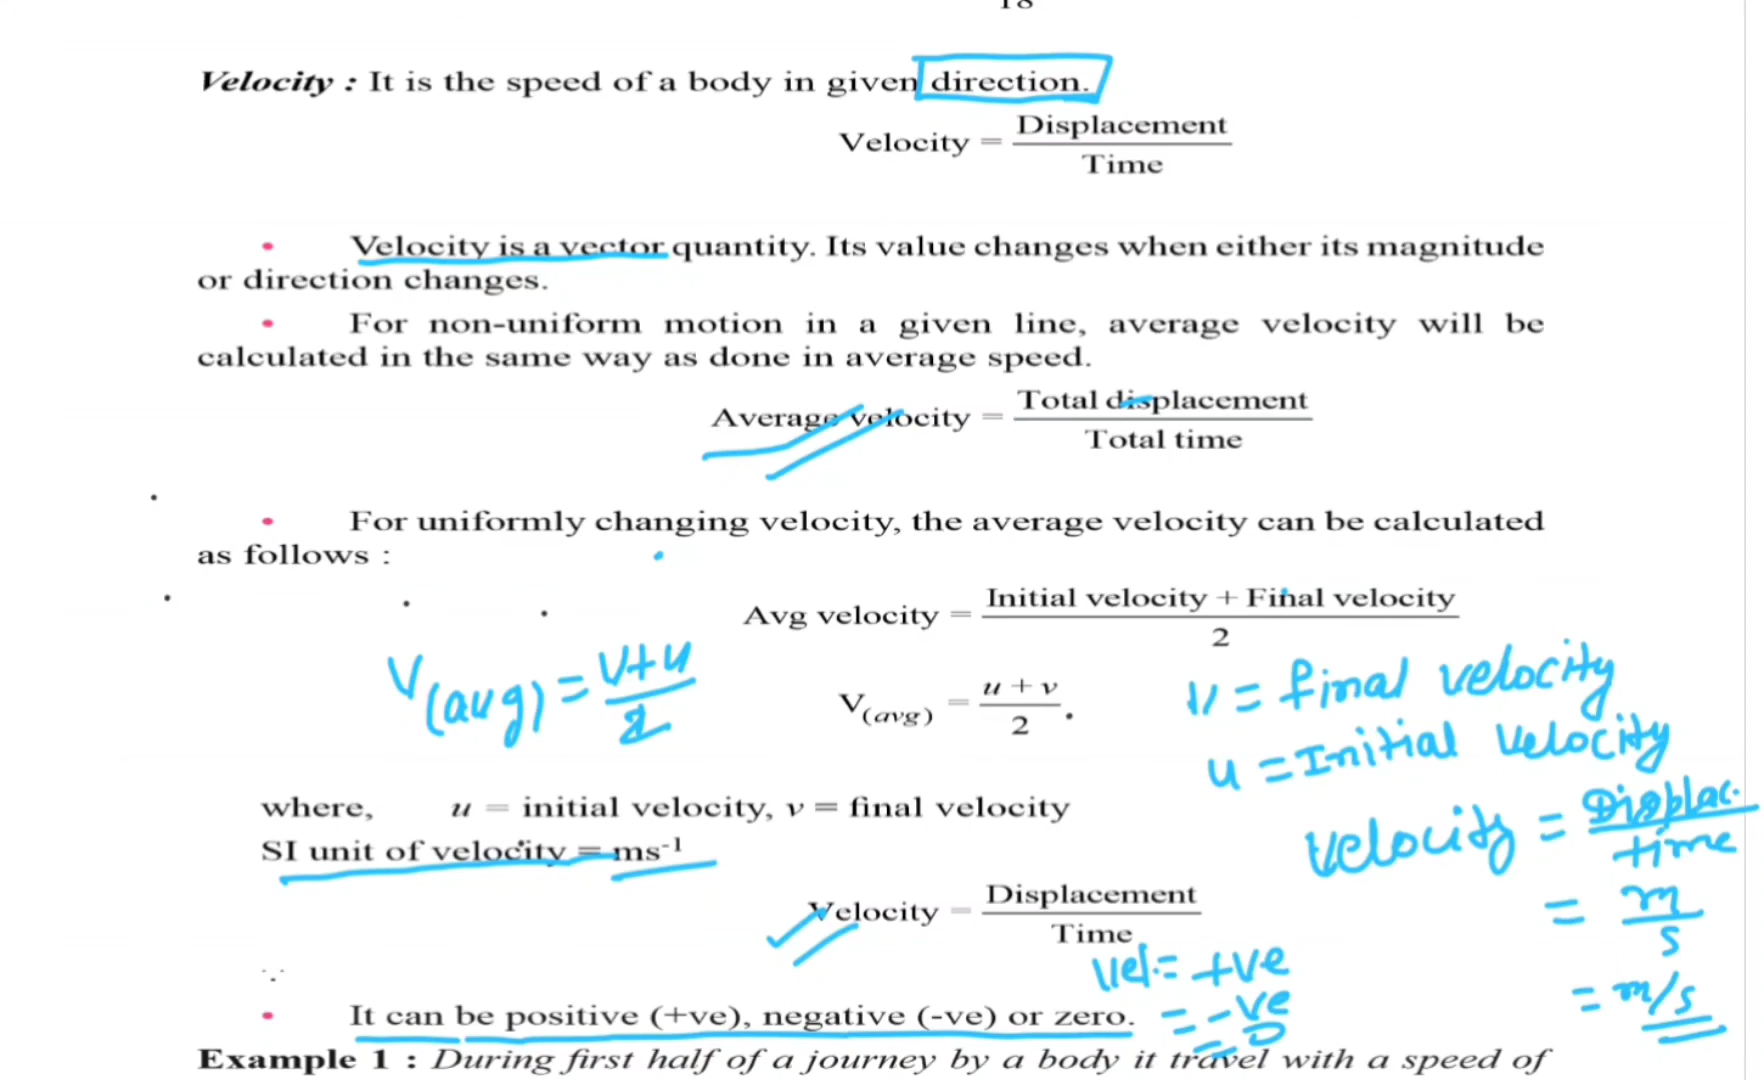 18
Velocity : It is the speed of a body in given direction.
Velocity = Displacement / Time
• Velocity is a vector quantity. Its value changes when either its magnitude
or direction changes.
• For non-uniform motion in a given line, average velocity will be
calculated in the same way as done in average speed.
Average velocity = Total displacement / Total time
• For uniformly changing velocity, the average velocity can be calculated
as follows :
Avg velocity = Initial velocity + Final velocity / 2
V(avg) = v+u / 2
V(avg) = u + v / 2 .
v = final velocity
u = Initial velocity
where, u = initial velocity, v = final velocity
SI unit of velocity = ms-1
velocity = Displac. / time
= m / s
= m/s
Velocity = Displacement / Time
vel. = +ve
= -ve
= 0
• It can be positive (+ve), negative (-ve) or zero.
Example 1 : During first half of a journey by a body it travel with a speed of